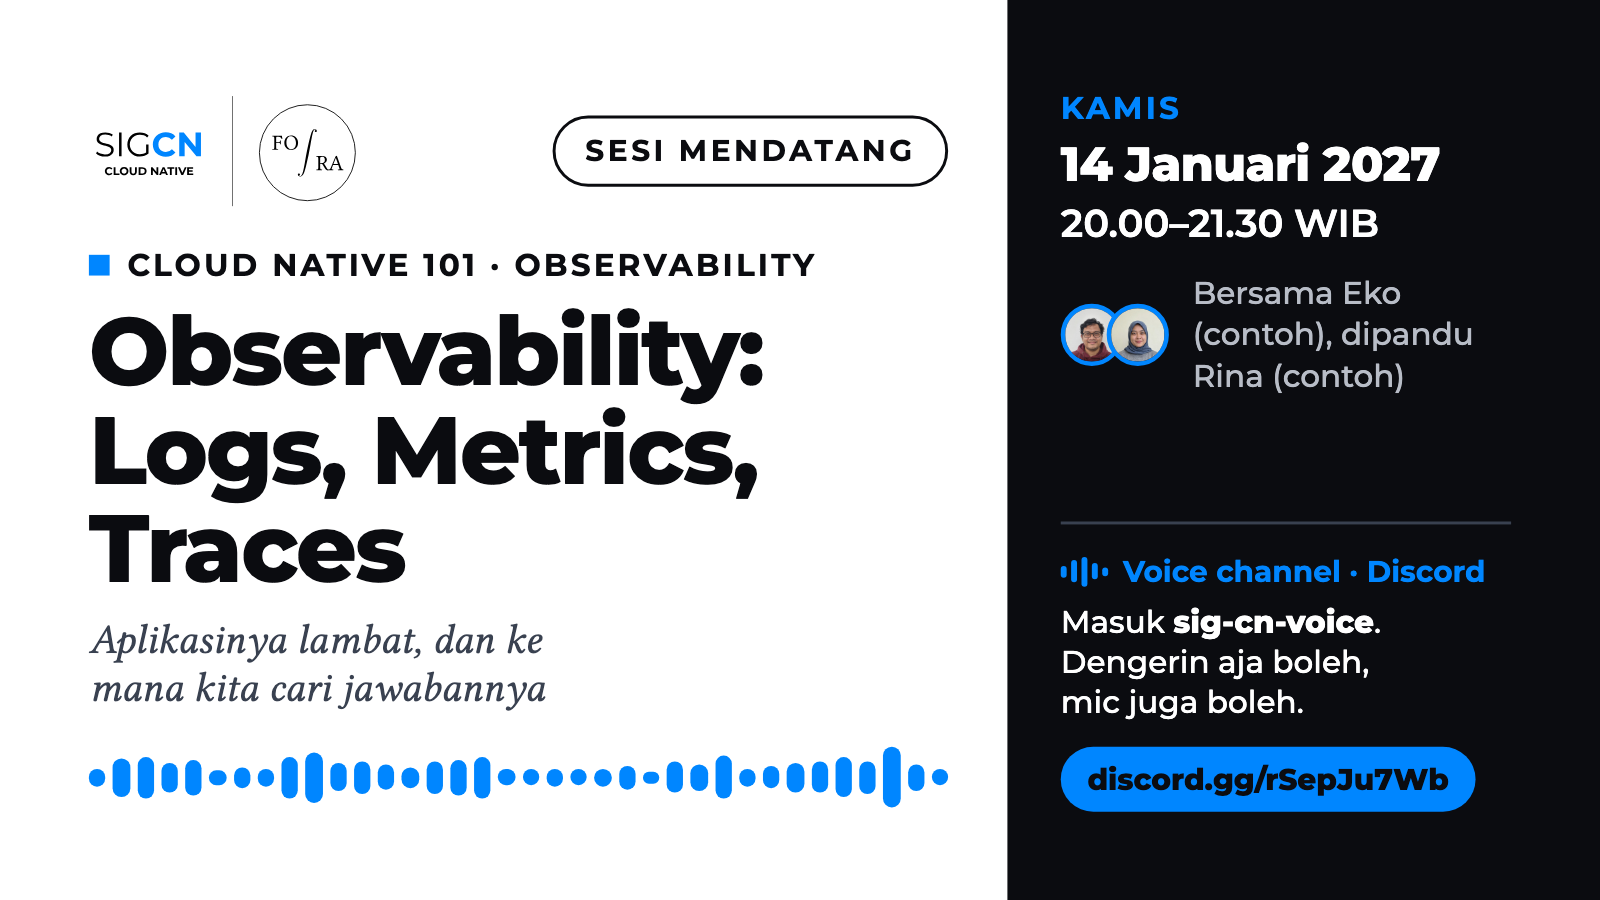 SIGCN
CLOUD NATIVE
FO RA
SESI MENDATANG
CLOUD NATIVE 101 · OBSERVABILITY
Observability:
Logs, Metrics,
Traces
Aplikasinya lambat, dan ke
mana kita cari jawabannya
KAMIS
14 Januari 2027
20.00–21.30 WIB
Bersama Eko
(contoh), dipandu
Rina (contoh)
Voice channel · Discord
Masuk sig-cn-voice.
Dengerin aja boleh,
mic juga boleh.
discord.gg/rSepJu7Wb